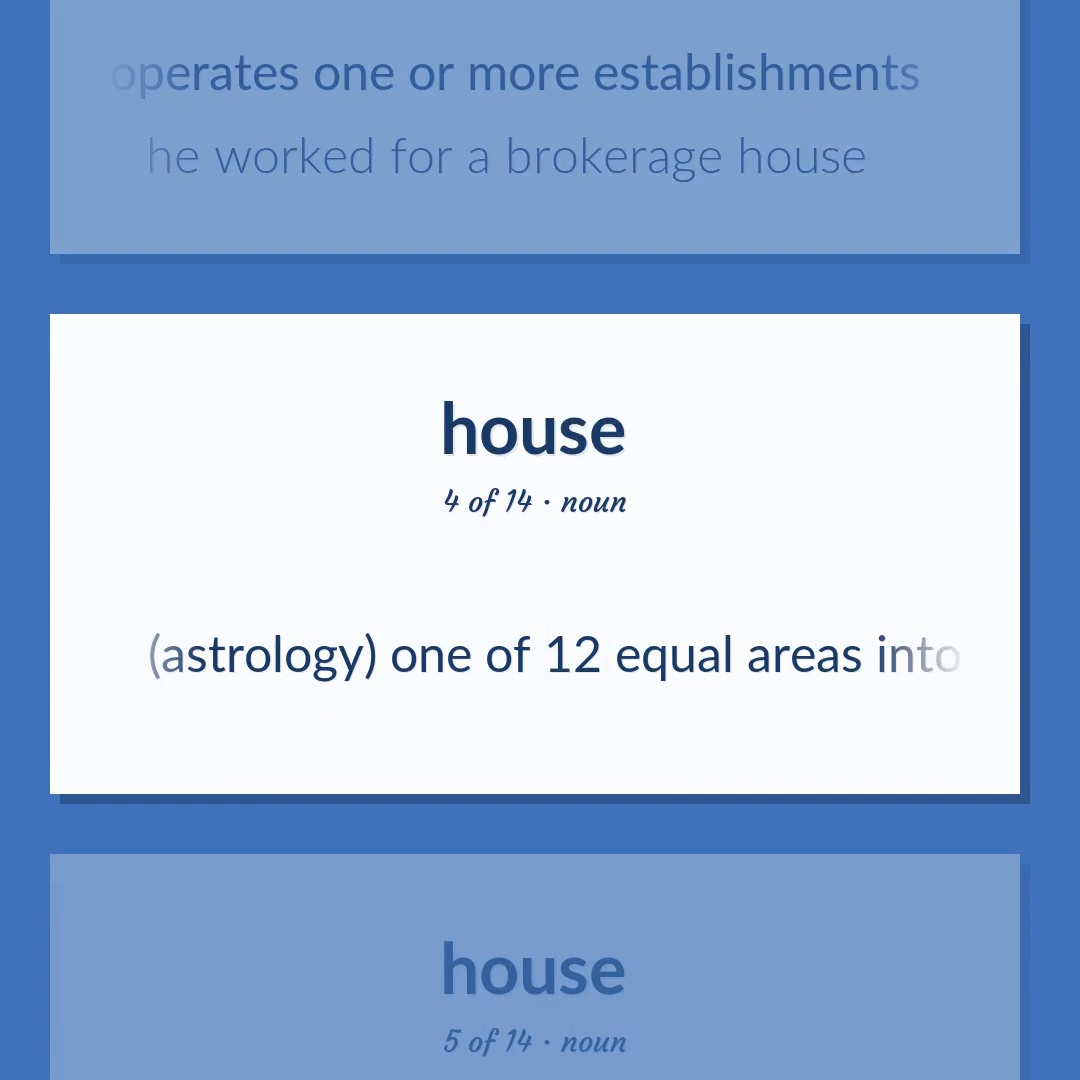 operates one or more establishments
he worked for a brokerage house
house
4 of 14 · noun
(astrology) one of 12 equal areas into
house
5 of 14 · noun